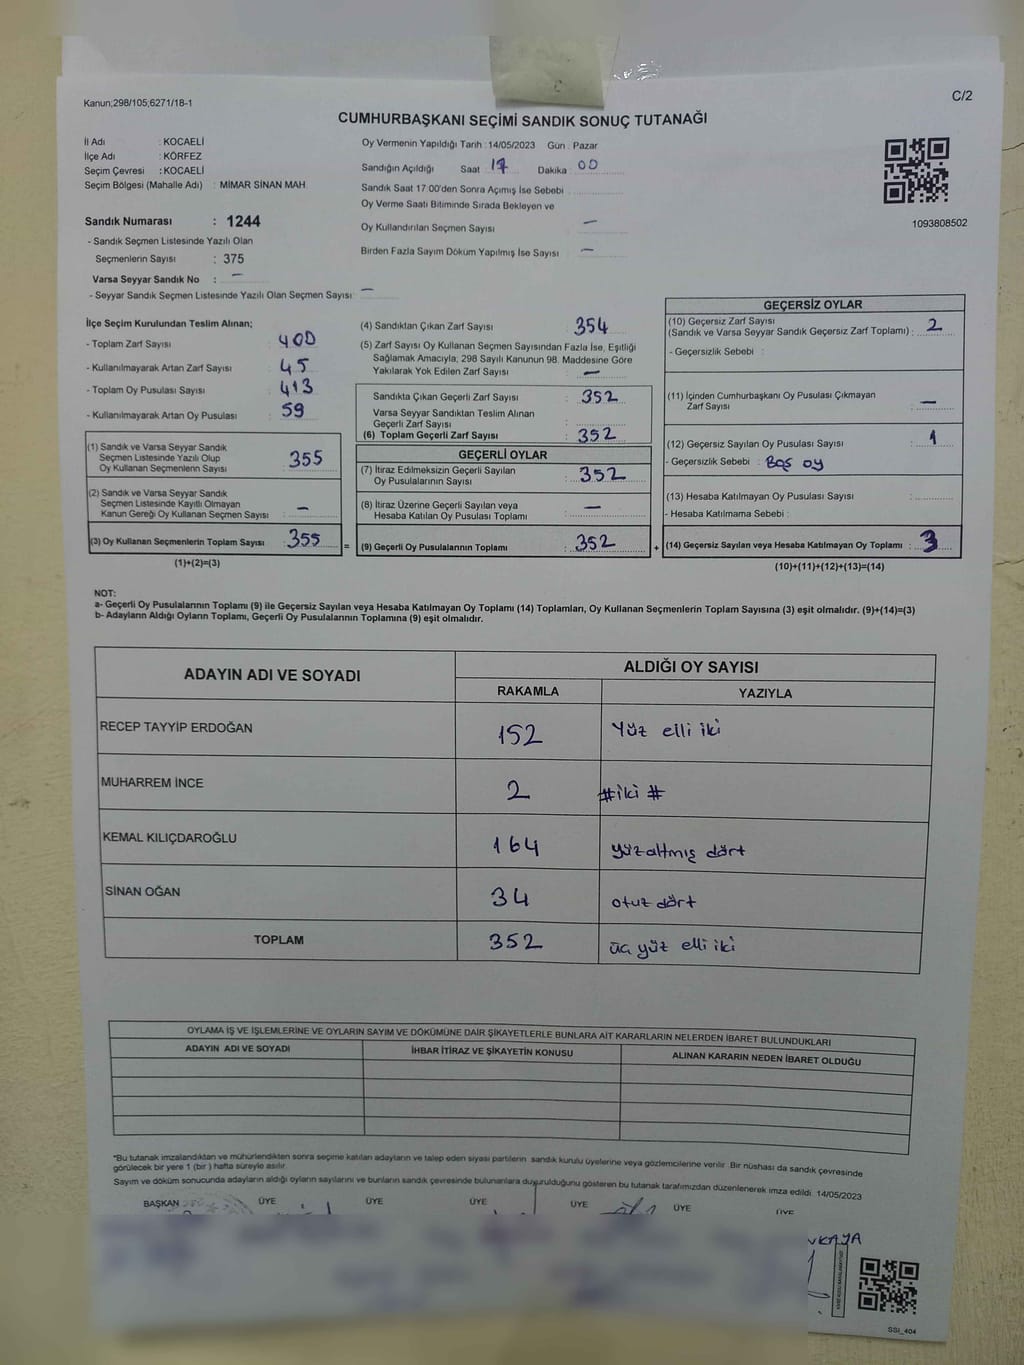 Kanun;298/105;6271/18-1
C/2
CUMHURBAŞKANI SEÇİMİ SANDIK SONUÇ TUTANAĞI
İl Adı : KOCAELİ
İlçe Adı : KÖRFEZ
Seçim Çevresi : KOCAELİ
Seçim Bölgesi (Mahalle Adı) : MİMAR SİNAN MAH
Sandık Numarası : 1244
- Sandık Seçmen Listesinde Yazılı Olan
Seçmenlerin Sayısı : 375
Varsa Seyyar Sandık No : —
- Seyyar Sandık Seçmen Listesinde Yazılı Olan Seçmen Sayısı: —
Oy Vermenin Yapıldığı Tarih : 14/05/2023 Gün : Pazar
Sandığın Açıldığı Saat : 17 Dakika : 00
Sandık Saat 17:00'den Sonra Açımış İse Sebebi :
Oy Verme Saati Bitiminde Sırada Bekleyen ve
Oy Kullandırılan Seçmen Sayısı : —
Birden Fazla Sayım Döküm Yapılmış İse Sayısı : —
1093808502
İlçe Seçim Kurulundan Teslim Alınan;
- Toplam Zarf Sayısı : 400
- Kullanılmayarak Artan Zarf Sayısı : 45
- Toplam Oy Pusulası Sayısı : 413
- Kullanılmayarak Artan Oy Pusulası : 59
(1) Sandık ve Varsa Seyyar Sandık
Seçmen Listesinde Yazılı Olup
Oy Kullanan Seçmenlerin Sayısı : 355
(2) Sandık ve Varsa Seyyar Sandık
Seçmen Listesinde Kayıtlı Olmayan
Kanun Gereği Oy Kullanan Seçmen Sayısı : —
(3) Oy Kullanan Seçmenlerin Toplam Sayısı : 355 =
(1)+(2)=(3)
(4) Sandıktan Çıkan Zarf Sayısı : 354
(5) Zarf Sayısı Oy Kullanan Seçmen Sayısından Fazla İse, Eşitliği
Sağlamak Amacıyla; 298 Sayılı Kanunun 98. Maddesine Göre
Yakılarak Yok Edilen Zarf Sayısı : —
Sandıkta Çıkan Geçerli Zarf Sayısı : 352
Varsa Seyyar Sandıktan Teslim Alınan
Geçerli Zarf Sayısı :
(6) Toplam Geçerli Zarf Sayısı : 352
GEÇERLİ OYLAR
(7) İtiraz Edilmeksizin Geçerli Sayılan
Oy Pusulalarının Sayısı : 352
(8) İtiraz Üzerine Geçerli Sayılan veya
Hesaba Katılan Oy Pusulası Toplamı : —
(9) Geçerli Oy Pusulalarının Toplamı : 352 +
GEÇERSİZ OYLAR
(10) Geçersiz Zarf Sayısı
(Sandık ve Varsa Seyyar Sandık Geçersiz Zarf Toplamı) : 2
- Geçersizlik Sebebi :
(11) İçinden Cumhurbaşkanı Oy Pusulası Çıkmayan
Zarf Sayısı : —
(12) Geçersiz Sayılan Oy Pusulası Sayısı : 1
- Geçersizlik Sebebi : Boş oy
(13) Hesaba Katılmayan Oy Pusulası Sayısı :
- Hesaba Katılmama Sebebi :
(14) Geçersiz Sayılan veya Hesaba Katılmayan Oy Toplamı : 3
(10)+(11)+(12)+(13)=(14)
NOT:
a- Geçerli Oy Pusulalarının Toplamı (9) ile Geçersiz Sayılan veya Hesaba Katılmayan Oy Toplamı (14) Toplamları, Oy Kullanan Seçmenlerin Toplam Sayısına (3) eşit olmalıdır. (9)+(14)=(3)
b- Adayların Aldığı Oyların Toplamı, Geçerli Oy Pusulalarının Toplamına (9) eşit olmalıdır.
ADAYIN ADI VE SOYADI ALDIĞI OY SAYISI
RAKAMLA YAZIYLA
RECEP TAYYİP ERDOĞAN 152 Yüz elli iki
MUHARREM İNCE 2 #iki #
KEMAL KILIÇDAROĞLU 164 yüzaltmış dört
SİNAN OĞAN 34 otuz dört
TOPLAM 352 üç yüz elli iki
OYLAMA İŞ VE İŞLEMLERİNE VE OYLARIN SAYIM VE DÖKÜMÜNE DAİR ŞİKAYETLERLE BUNLARA AİT KARARLARIN NELERDEN İBARET BULUNDUKLARI
ADAYIN ADI VE SOYADI İHBAR İTİRAZ VE ŞİKAYETİN KONUSU ALINAN KARARIN NEDEN İBARET OLDUĞU
*Bu tutanak imzalandıktan ve mühürlendikten sonra seçime katılan adayların ve talep eden siyasi partilerin sandık kurulu üyelerine veya gözlemcilerine verilir. Bir nüshası da sandık çevresinde
görülecek bir yere 1 (bir ) hafta süreyle asılır.
Sayım ve döküm sonucunda adayların aldığı oyların sayılarını ve bunların sandık çevresinde bulunanlara duyurulduğunu gösteren bu tutanak tarafımızdan düzenlenerek imza edildi. 14/05/2023
BAŞKAN ÜYE ÜYE ÜYE ÜYE ÜYE ÜYE
SSİ_404